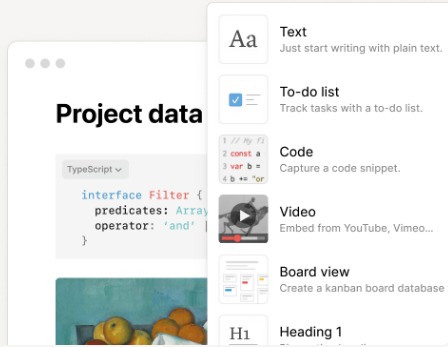 Project data
TypeScript
interface Filter {
predicates: Array
operator: 'and' |
}
Aa
Text
Just start writing with plain text.
To-do list
Track tasks with a to-do list.
1 // My fi
2 const a
3 var b =
4 b += "or
Code
Capture a code snippet.
Video
Embed from YouTube, Vimeo...
Board view
Create a kanban board database
H1
Heading 1